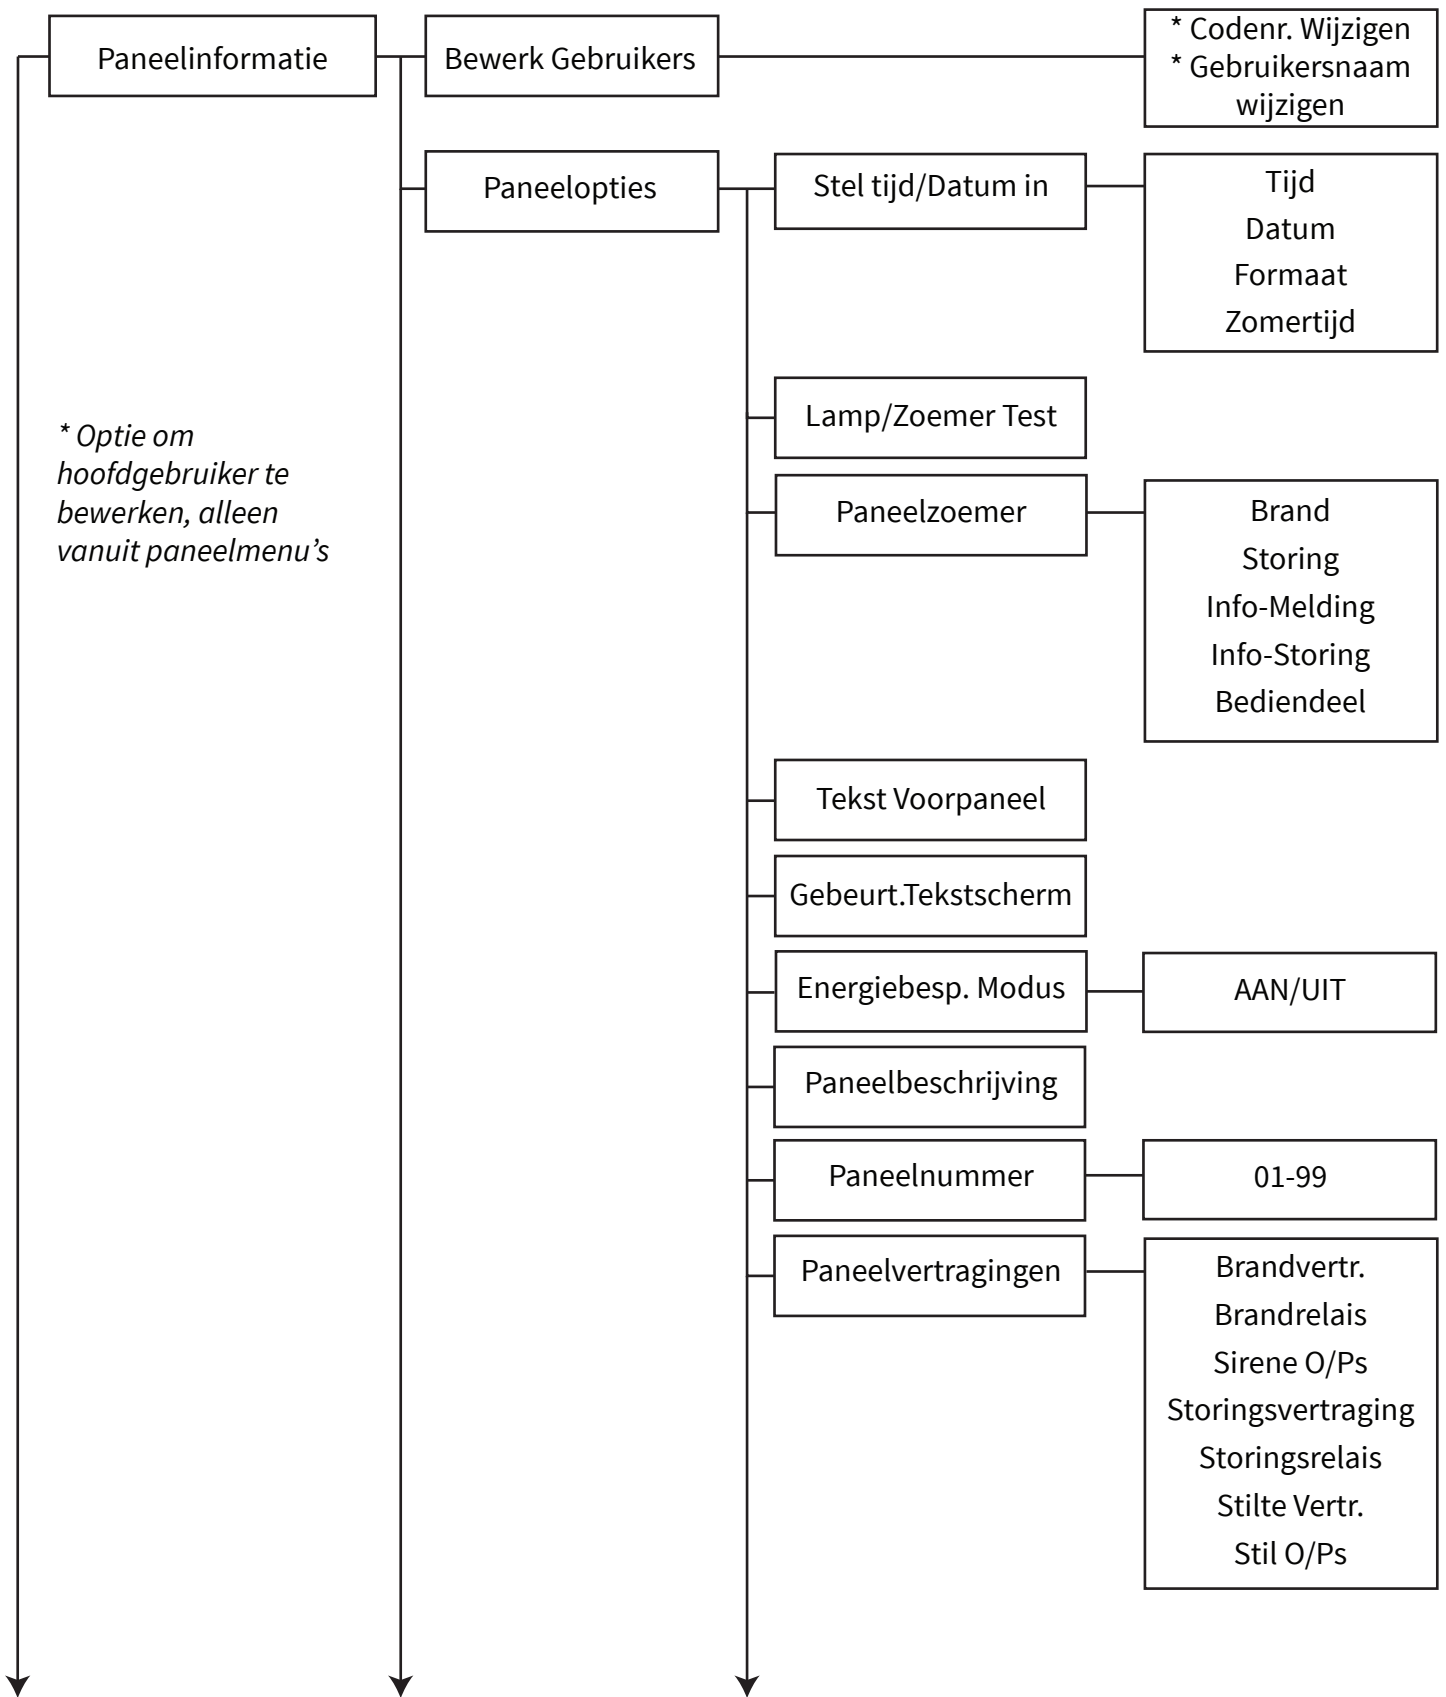 Paneelinformatie
Bewerk Gebruikers
* Codenr. Wijzigen
* Gebruikersnaam
wijzigen
Paneelopties
Stel tijd/Datum in
Tijd
Datum
Formaat
Zomertijd
* Optie om
hoofdgebruiker te
bewerken, alleen
vanuit paneelmenu’s
Lamp/Zoemer Test
Paneelzoemer
Brand
Storing
Info-Melding
Info-Storing
Bediendeel
Tekst Voorpaneel
Gebeurt.Tekstscherm
Energiebesp. Modus
AAN/UIT
Paneelbeschrijving
Paneelnummer
01-99
Paneelvertragingen
Brandvertr.
Brandrelais
Sirene O/Ps
Storingsvertraging
Storingsrelais
Stilte Vertr.
Stil O/Ps